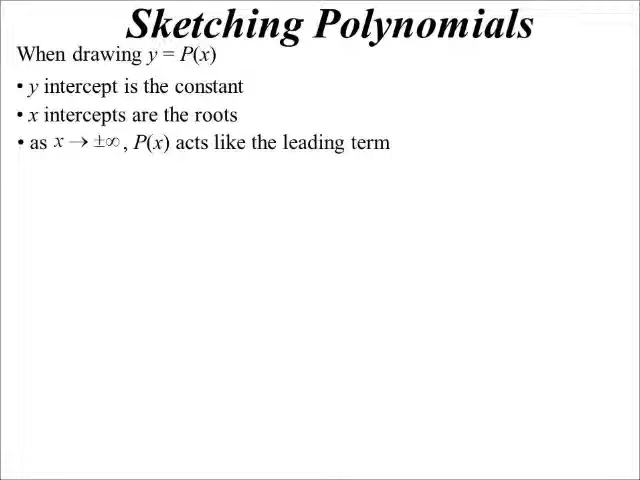 Sketching Polynomials
When drawing y = P(x)
• y intercept is the constant
• x intercepts are the roots
• as x → ±∞, P(x) acts like the leading term